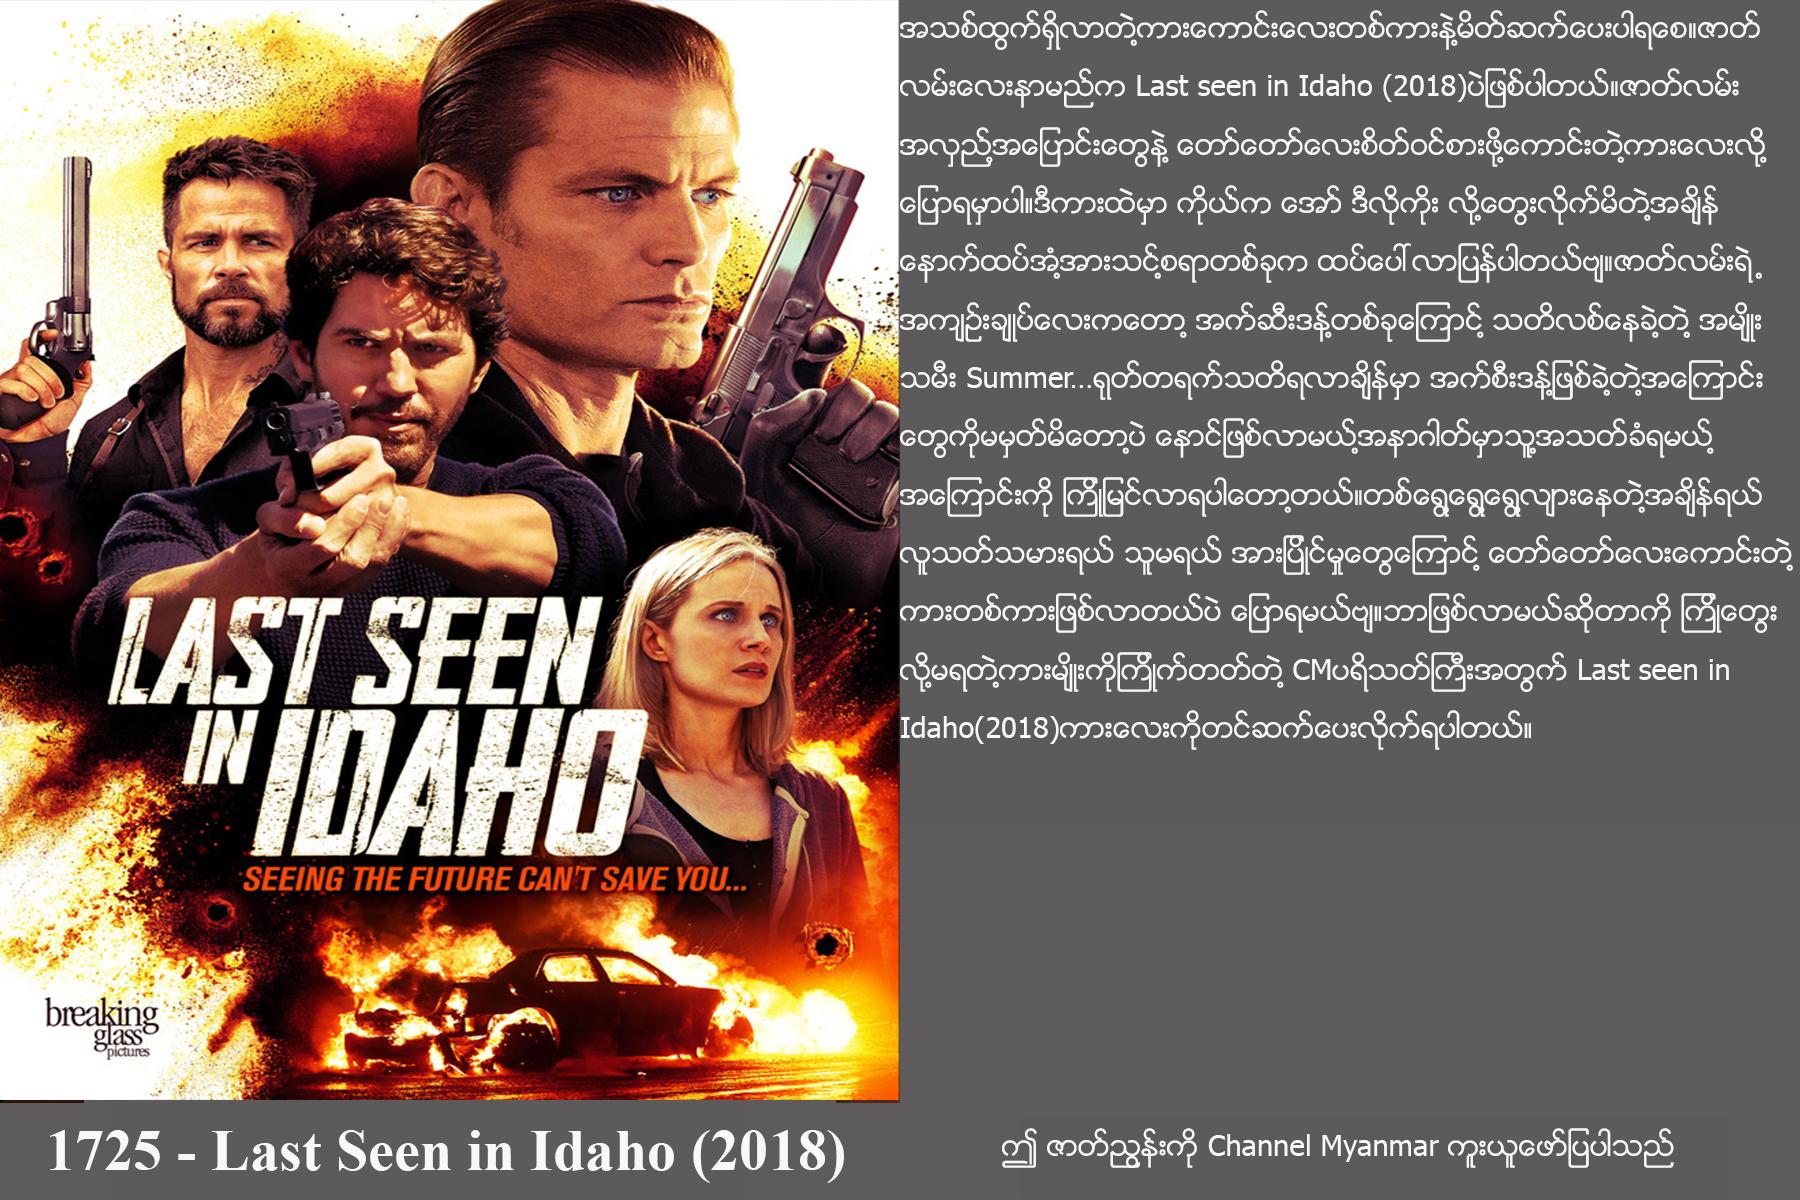 LAST SEEN
IN IDAHO
SEEING THE FUTURE CAN'T SAVE YOU...
breaking
glass
pictures
1725 - Last Seen in Idaho (2018)
အသစ်ထွက်ရှိလာတဲ့ကားကောင်းလေးတစ်ကားနဲ့မိတ်ဆက်ပေးပါရစေ။ဇာတ်
လမ်းလေးနာမည်က Last seen in Idaho (2018)ပဲဖြစ်ပါတယ်။ဇာတ်လမ်း
အလှည့်အပြောင်းတွေနဲ့ တော်တော်လေးစိတ်ဝင်စားဖို့ကောင်းတဲ့ကားလေးလို့
ပြောရမှာပါ။ဒီကားထဲမှာ ကိုယ်က အော် ဒီလိုကိုး လို့တွေးလိုက်မိတဲ့အချိန်
နောက်ထပ်အံ့အားသင့်စရာတစ်ခုက ထပ်ပေါ်လာပြန်ပါတယ်ဗျ။ဇာတ်လမ်းရဲ့
အကျဉ်းချုပ်လေးကတော့ အက်ဆီးဒန့်တစ်ခုကြောင့် သတိလစ်နေခဲ့တဲ့ အမျိုး
သမီး Summer...ရုတ်တရက်သတိရလာချိန်မှာ အက်စီးဒန့်ဖြစ်ခဲ့တဲ့အကြောင်း
တွေကိုမမှတ်မိတော့ပဲ နောင်ဖြစ်လာမယ့်အနာဂါတ်မှာသူ့အသတ်ခံရမယ့်
အကြောင်းကို ကြိုမြင်လာရပါတော့တယ်။တစ်ရွေ့ရွေ့ရွေ့လျားနေတဲ့အချိန်ရယ်
လူသတ်သမားရယ် သူမရယ် အားပြိုင်မှုတွေကြောင့် တော်တော်လေးကောင်းတဲ့
ကားတစ်ကားဖြစ်လာတယ်ပဲ ပြောရမယ်ဗျ။ဘာဖြစ်လာမယ်ဆိုတာကို ကြိုတွေး
လို့မရတဲ့ကားမျိုးကိုကြိုက်တတ်တဲ့ CMပရိသတ်ကြီးအတွက် Last seen in
Idaho(2018)ကားလေးကိုတင်ဆက်ပေးလိုက်ရပါတယ်။
ဤ ဇာတ်ညွှန်းကို Channel Myanmar ကူးယူဖော်ပြပါသည်